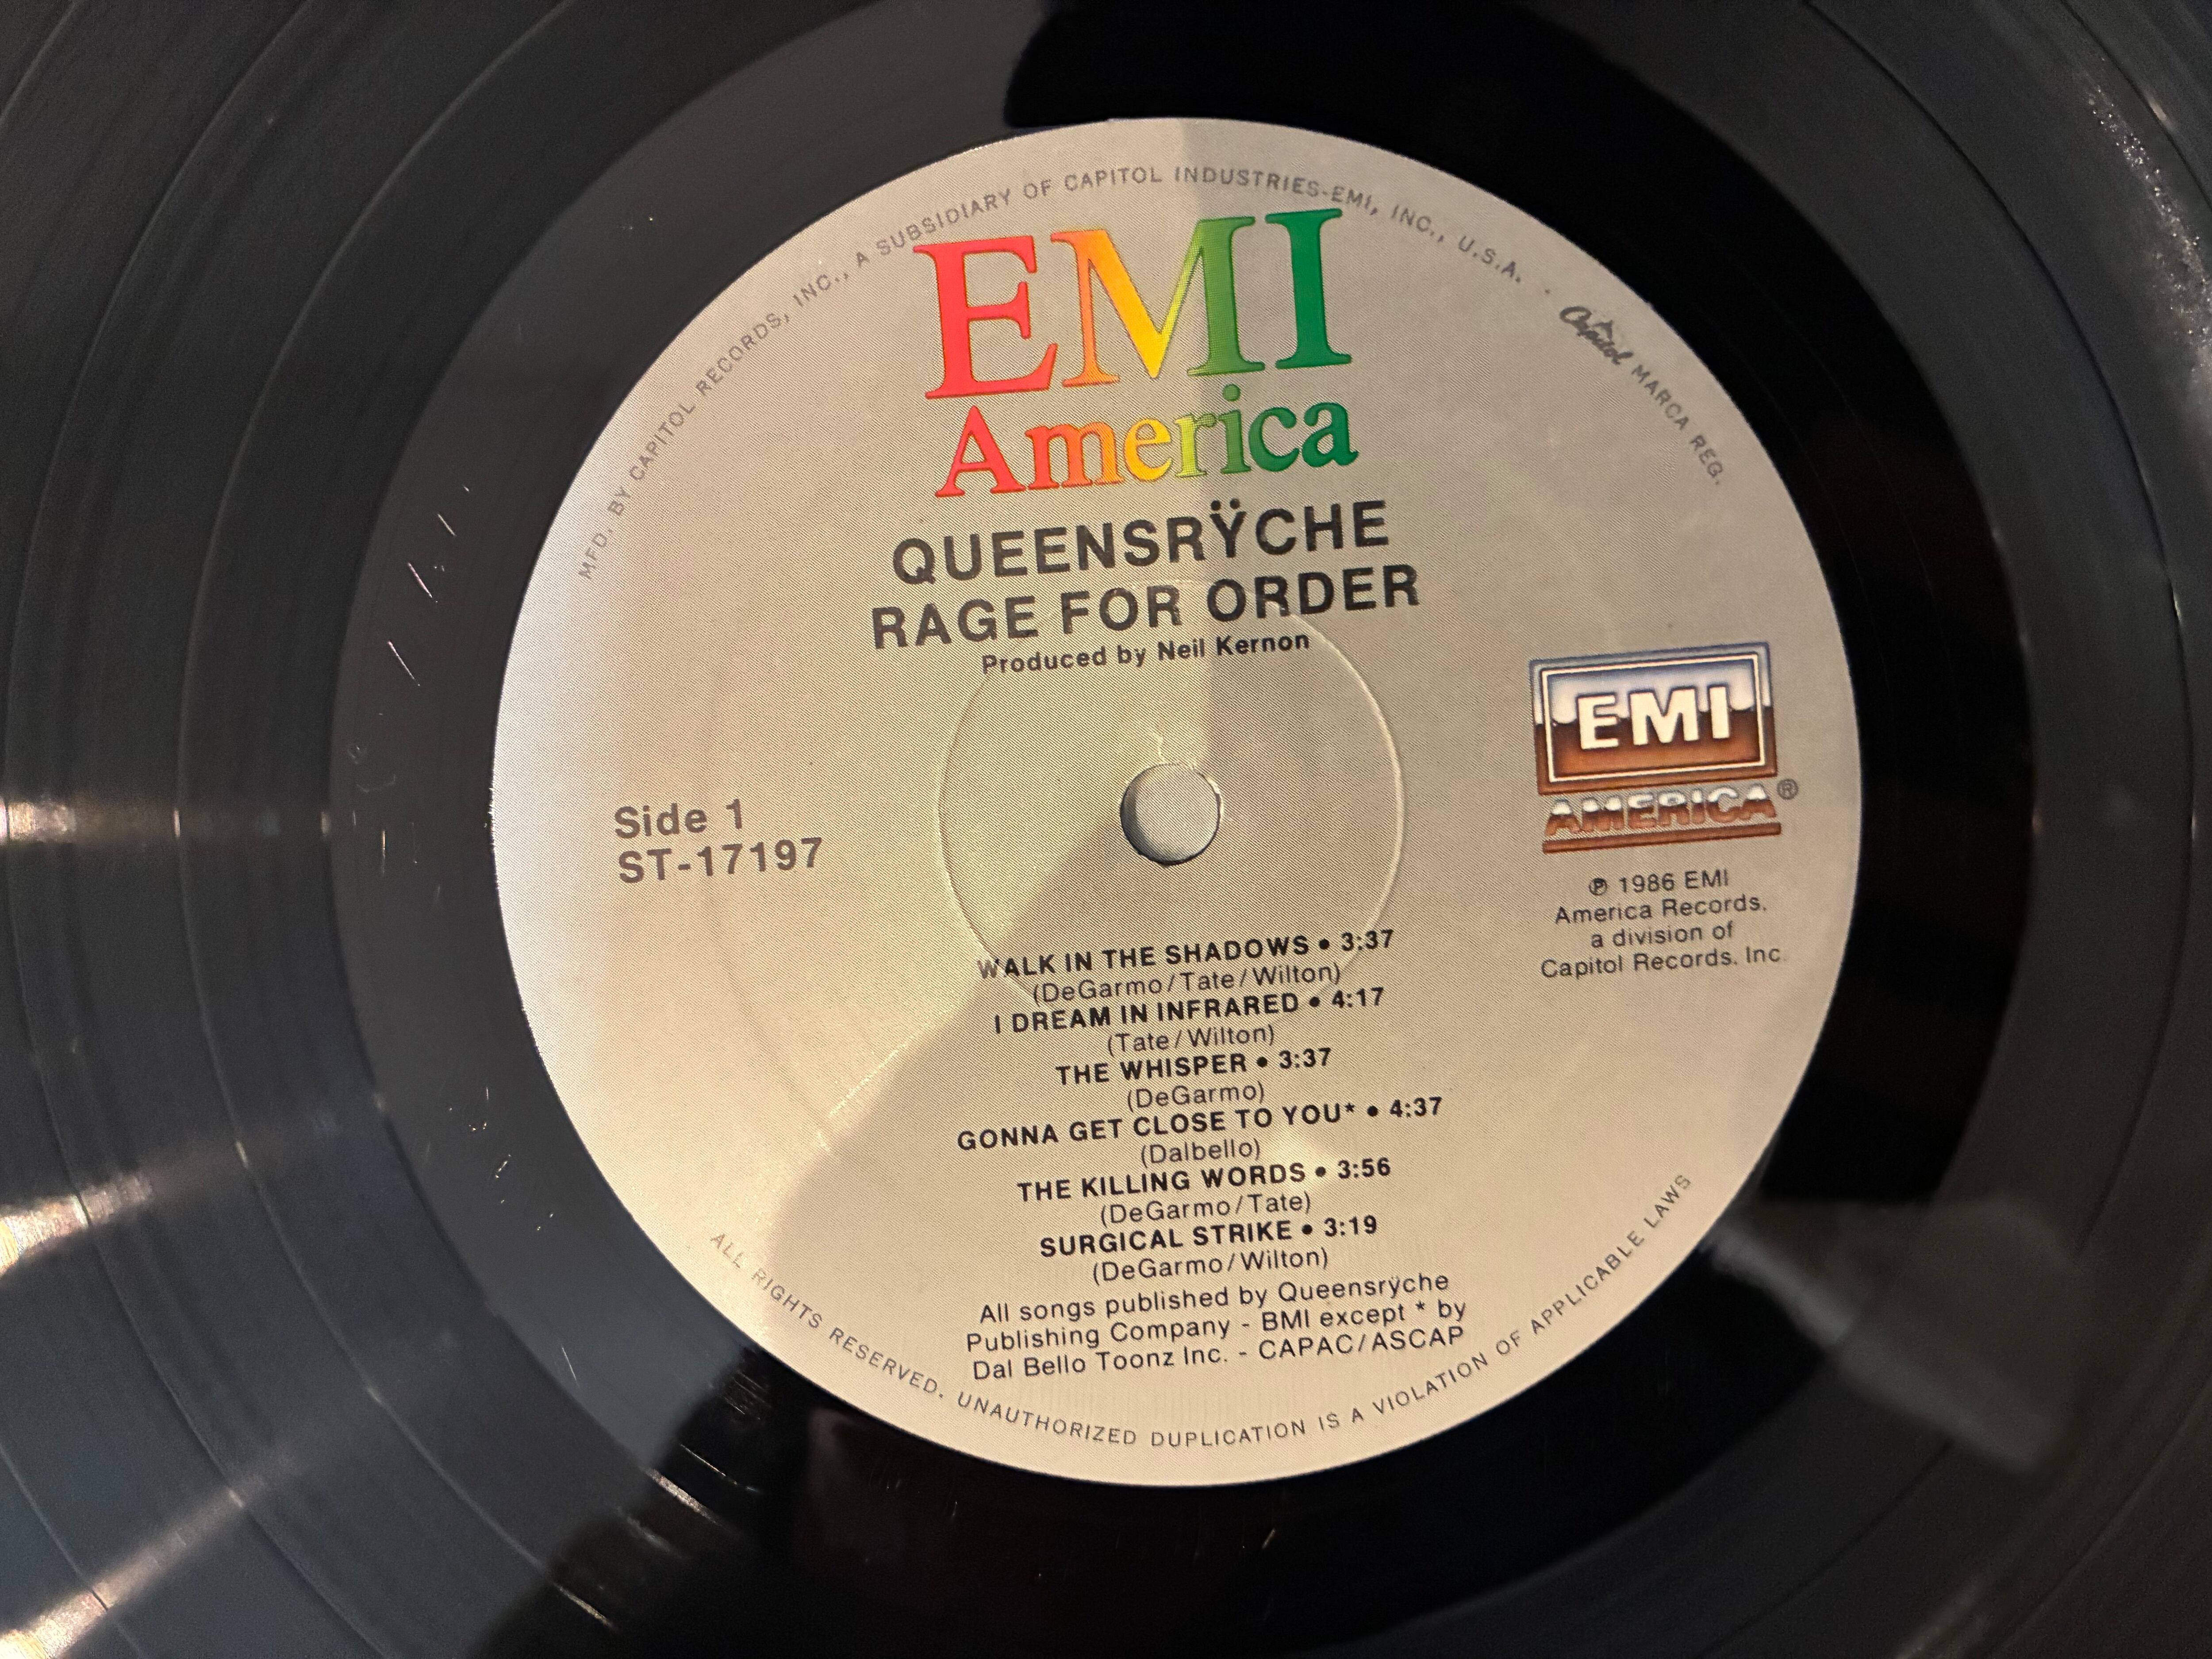 MFD. BY CAPITOL RECORDS, INC., A SUBSIDIARY OF CAPITOL INDUSTRIES-EMI, INC., U.S.A. · Capitol MARCA REG.
EMI
America
QUEENSRŸCHE
RAGE FOR ORDER
Produced by Neil Kernon
EMI
AMERICA®
Side 1
ST-17197
℗ 1986 EMI
America Records,
a division of
Capitol Records, Inc.
WALK IN THE SHADOWS • 3:37
(DeGarmo/Tate/Wilton)
I DREAM IN INFRARED • 4:17
(Tate/Wilton)
THE WHISPER • 3:37
(DeGarmo)
GONNA GET CLOSE TO YOU* • 4:37
(Dalbello)
THE KILLING WORDS • 3:56
(DeGarmo/Tate)
SURGICAL STRIKE • 3:19
(DeGarmo/Wilton)
All songs published by Queensrÿche
Publishing Company - BMI except * by
Dal Bello Toonz Inc. - CAPAC/ASCAP
ALL RIGHTS RESERVED. UNAUTHORIZED DUPLICATION IS A VIOLATION OF APPLICABLE LAWS